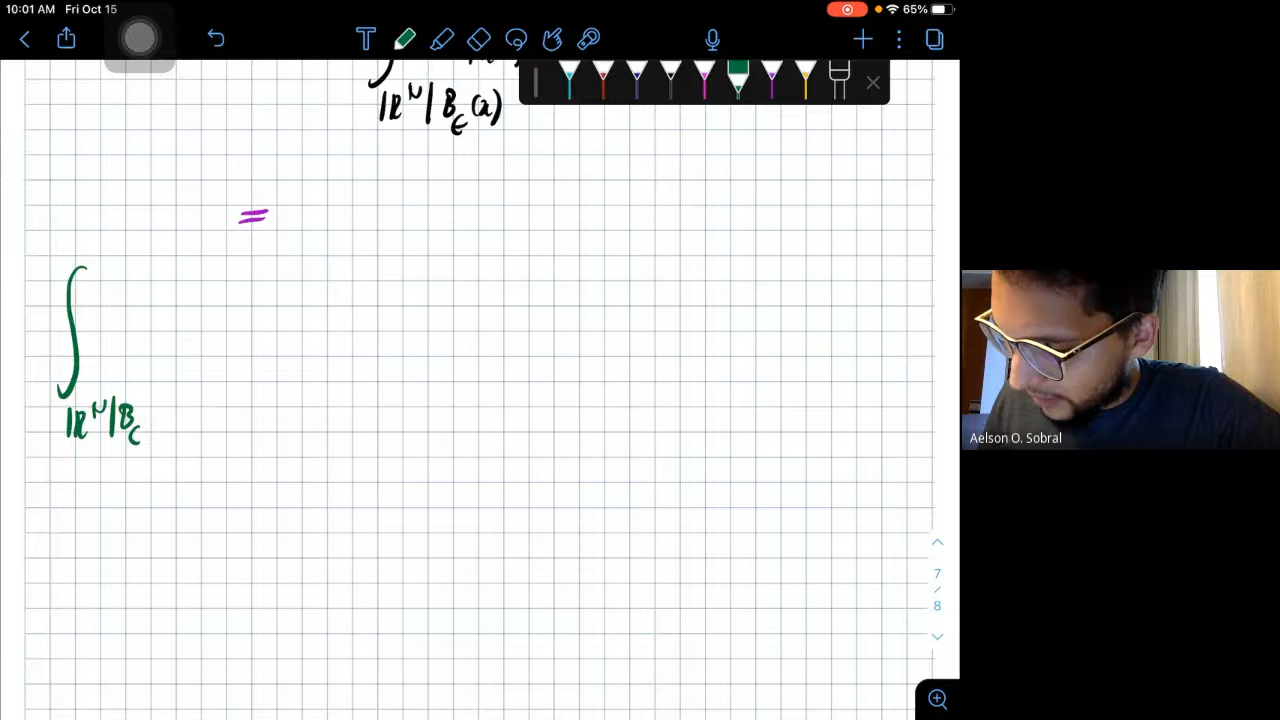 10:01 AM Fri Oct 15
65%
T
ℝᴺ \ B_ε(x)
=
∫
ℝᴺ \ B_ε
7
/
8
Aelson O. Sobral